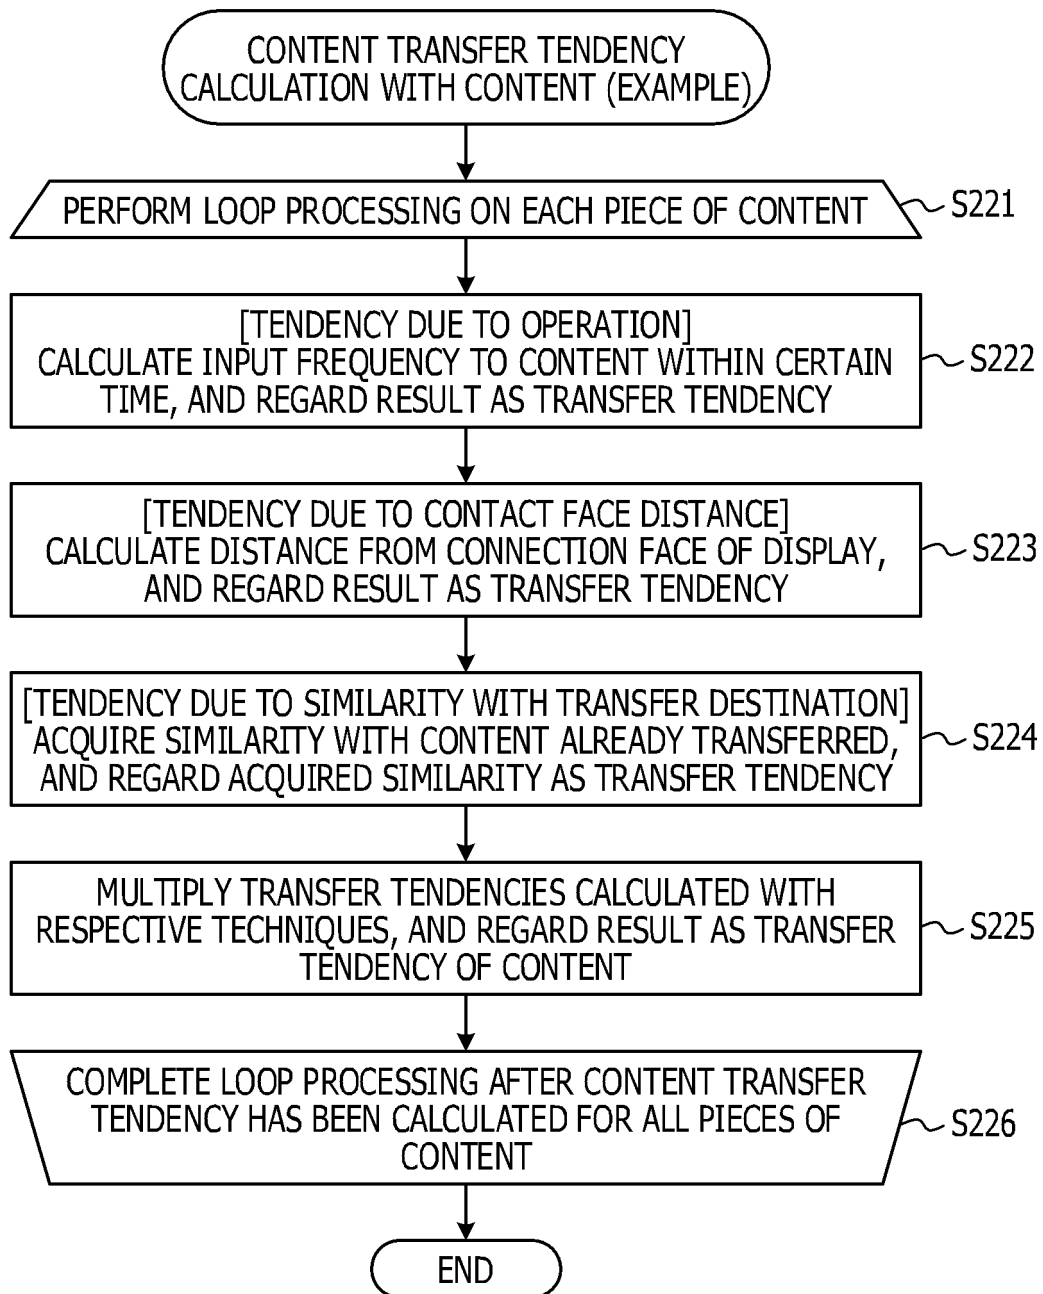 CONTENT TRANSFER TENDENCY
CALCULATION WITH CONTENT (EXAMPLE)
PERFORM LOOP PROCESSING ON EACH PIECE OF CONTENT
S221
[TENDENCY DUE TO OPERATION]
CALCULATE INPUT FREQUENCY TO CONTENT WITHIN CERTAIN
TIME, AND REGARD RESULT AS TRANSFER TENDENCY
S222
[TENDENCY DUE TO CONTACT FACE DISTANCE]
CALCULATE DISTANCE FROM CONNECTION FACE OF DISPLAY,
AND REGARD RESULT AS TRANSFER TENDENCY
S223
[TENDENCY DUE TO SIMILARITY WITH TRANSFER DESTINATION]
ACQUIRE SIMILARITY WITH CONTENT ALREADY TRANSFERRED,
AND REGARD ACQUIRED SIMILARITY AS TRANSFER TENDENCY
S224
MULTIPLY TRANSFER TENDENCIES CALCULATED WITH
RESPECTIVE TECHNIQUES, AND REGARD RESULT AS TRANSFER
TENDENCY OF CONTENT
S225
COMPLETE LOOP PROCESSING AFTER CONTENT TRANSFER
TENDENCY HAS BEEN CALCULATED FOR ALL PIECES OF
CONTENT
S226
END